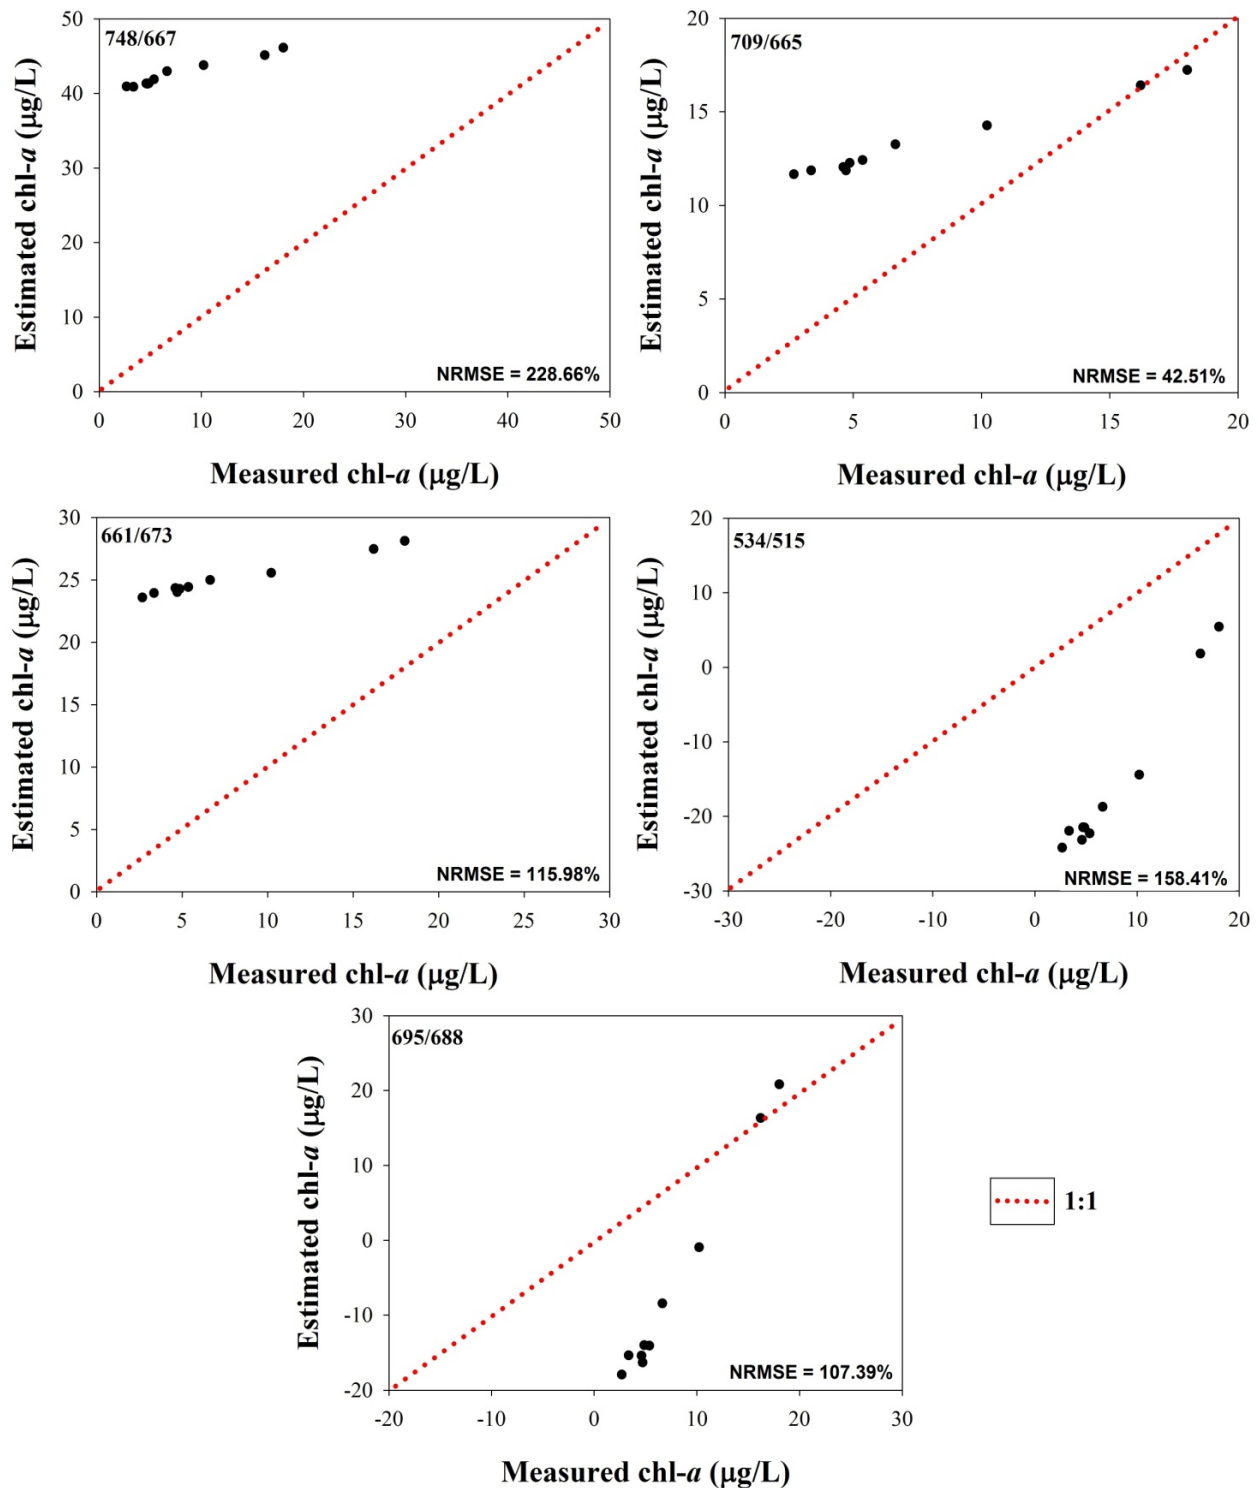 748/667
50
40
30
20
10
0
Estimated chl-a (µg/L)
NRMSE = 228.66%
0 10 20 30 40 50
Measured chl-a (µg/L)
709/665
20
15
10
5
0
Estimated chl-a (µg/L)
NRMSE = 42.51%
0 5 10 15 20
Measured chl-a (µg/L)
661/673
30
25
20
15
10
5
0
Estimated chl-a (µg/L)
NRMSE = 115.98%
0 5 10 15 20 25 30
Measured chl-a (µg/L)
534/515
20
10
0
-10
-20
-30
Estimated chl-a (µg/L)
NRMSE = 158.41%
-30 -20 -10 0 10 20
Measured chl-a (µg/L)
695/688
30
20
10
0
-10
-20
Estimated chl-a (µg/L)
NRMSE = 107.39%
-20 -10 0 10 20 30
Measured chl-a (µg/L)
1:1